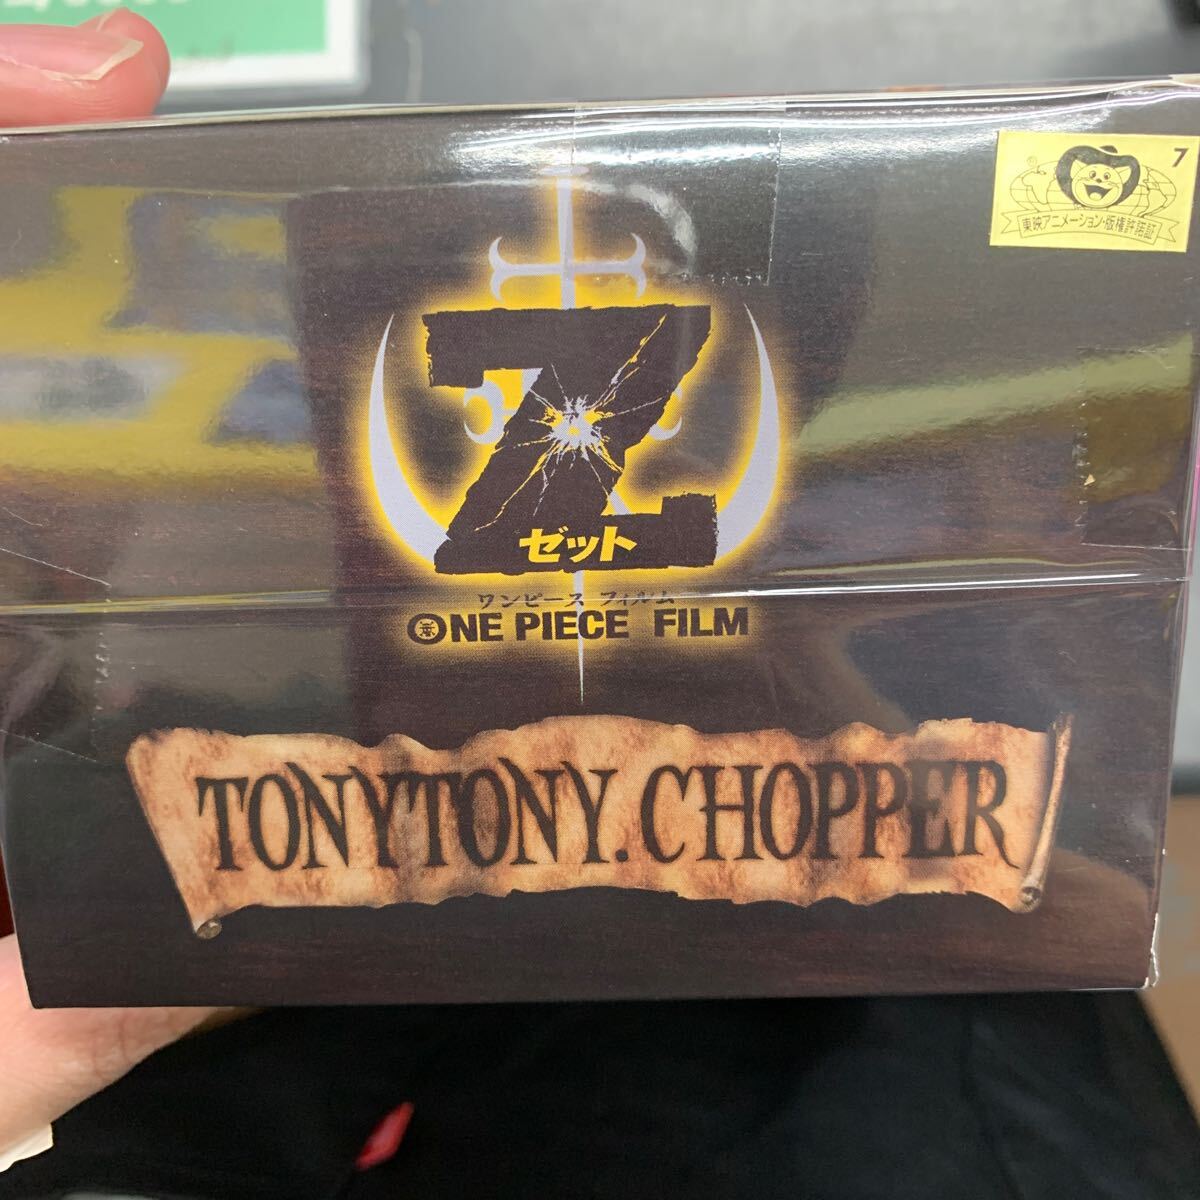 7
東映アニメーション・版権許諾証
Z
ゼット
ワンピース フィルム
ONE PIECE FILM
TONYTONY.CHOPPER